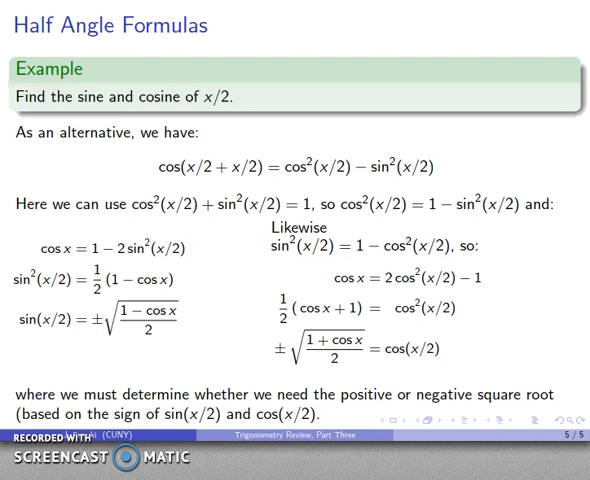 Half Angle Formulas
Example
Find the sine and cosine of x/2.
As an alternative, we have:
cos(x/2 + x/2) = cos²(x/2) − sin²(x/2)
Here we can use cos²(x/2) + sin²(x/2) = 1, so cos²(x/2) = 1 − sin²(x/2) and:
cos x = 1 − 2 sin²(x/2)
sin²(x/2) = 1/2 (1 − cos x)
sin(x/2) = ±√((1 − cos x)/2)
Likewise
sin²(x/2) = 1 − cos²(x/2), so:
cos x = 2 cos²(x/2) − 1
1/2 (cos x + 1) = cos²(x/2)
±√((1 + cos x)/2) = cos(x/2)
where we must determine whether we need the positive or negative square root
(based on the sign of sin(x/2) and cos(x/2).
(CUNY) Trigonometry Review, Part Three 5 / 5
RECORDED WITH
SCREENCAST MATIC